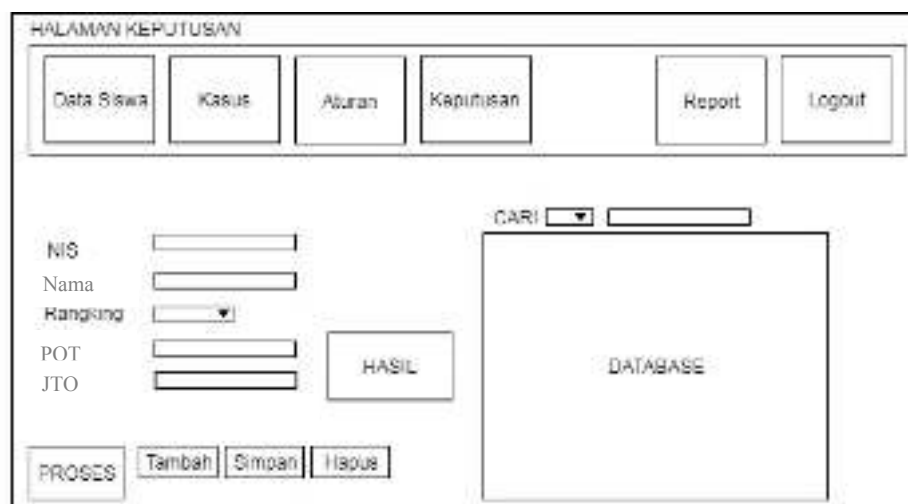 HALAMAN KEPUTUSAN
Data Siswa Kasus Aturan Keputusan Report Logout
CARI
NIS
Nama
Rangking
POT
JTO
HASIL
DATABASE
PROSES Tambah Simpan Hapus